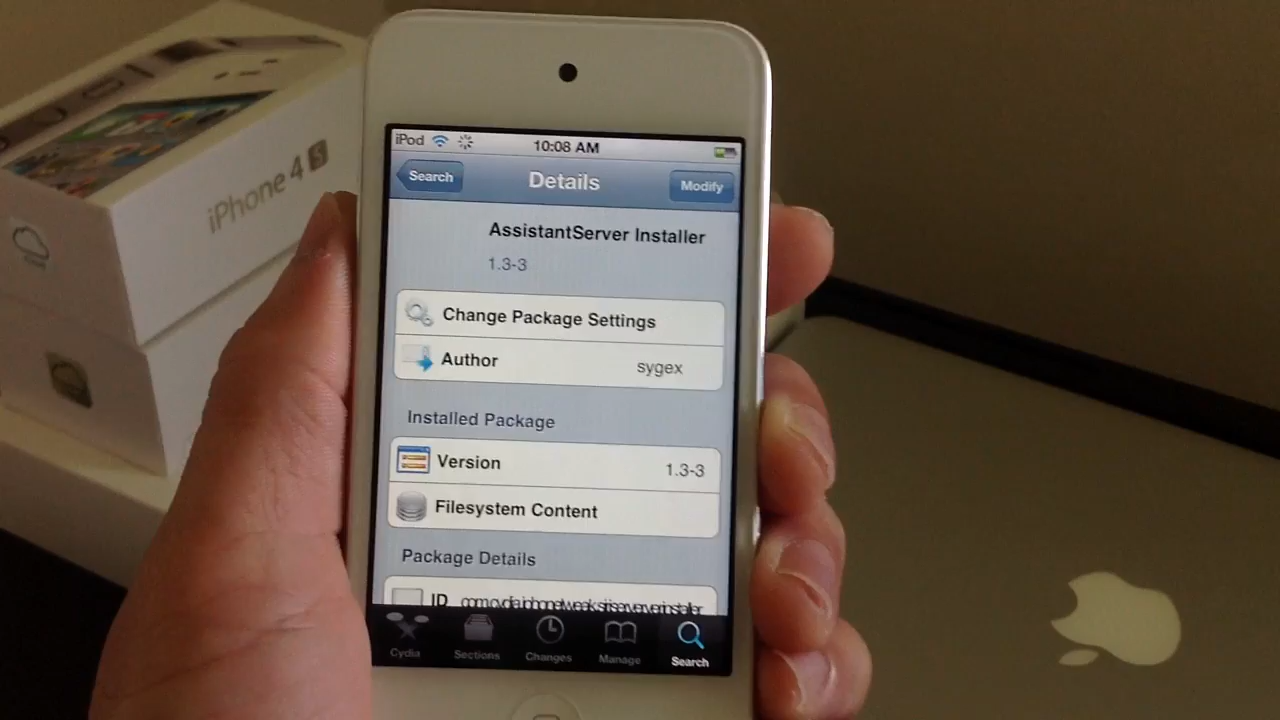 iPhone 4S
iPod 10:08 AM
Search Details Modify
AssistantServer Installer
1.3-3
Change Package Settings
Author sygex
Installed Package
Version 1.3-3
Filesystem Content
Package Details
ID
Cydia Sections Changes Manage Search